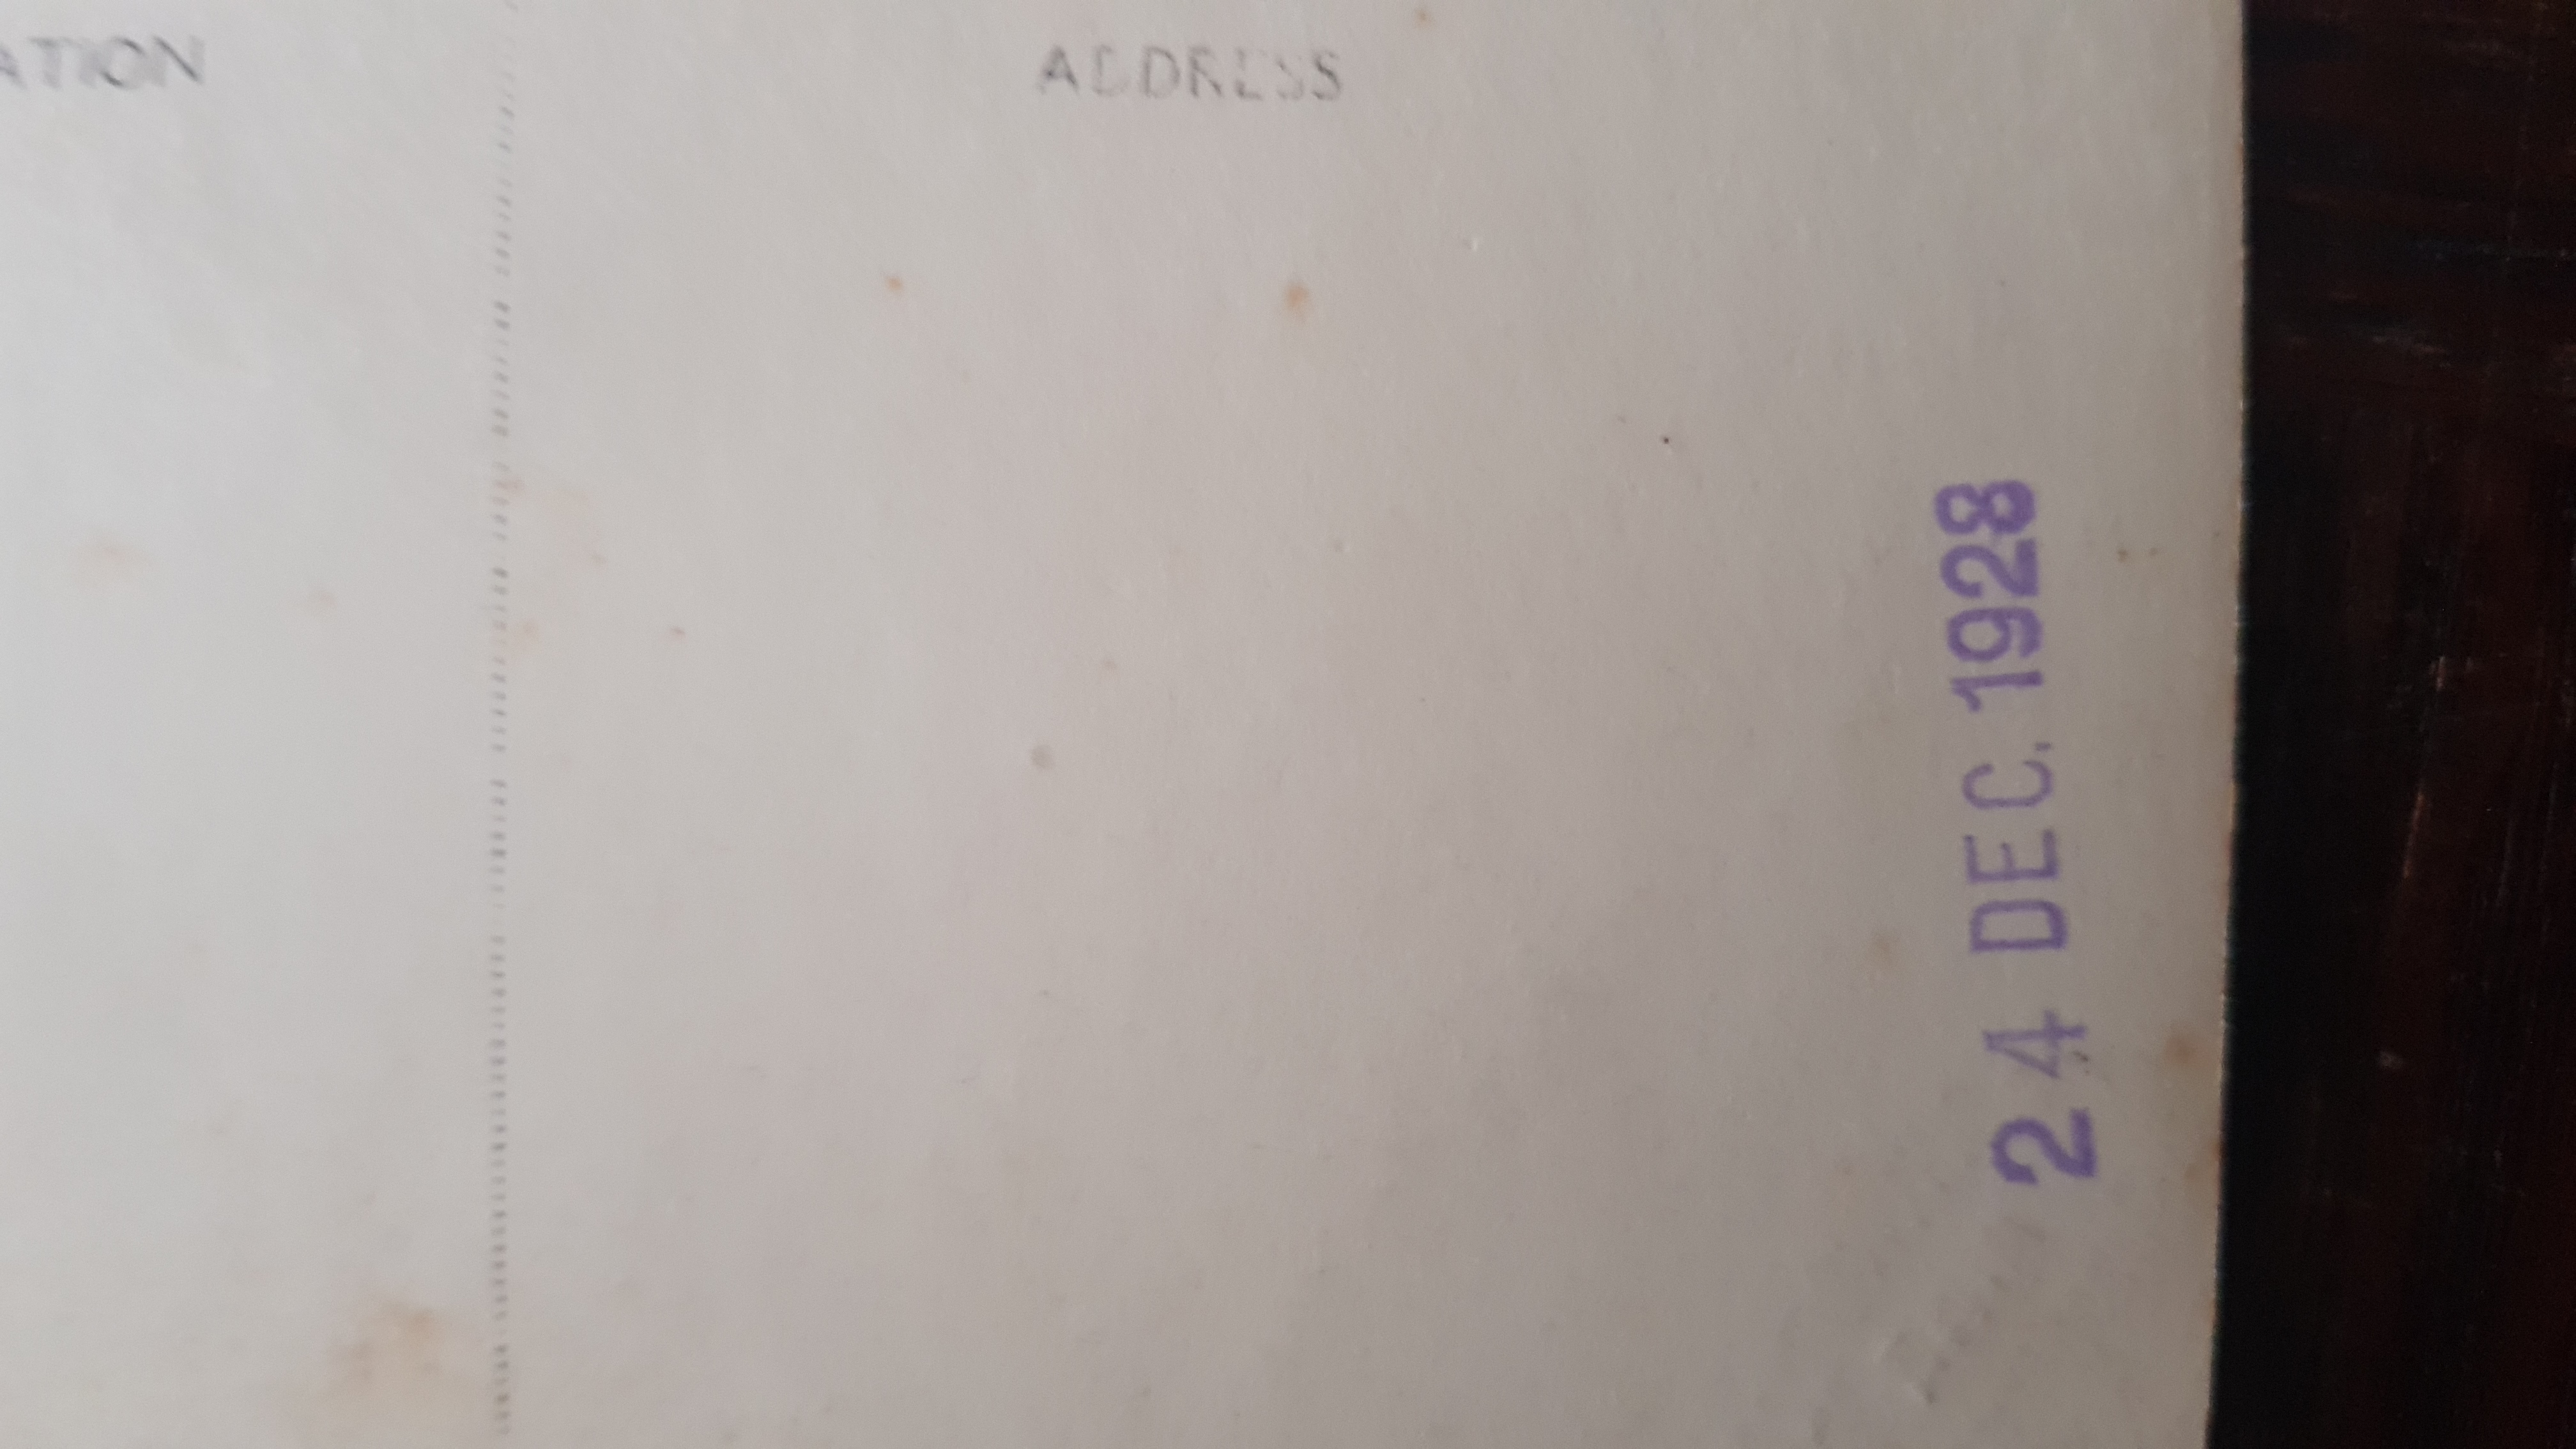 ATION
ADDRESS
24 DEC. 1928